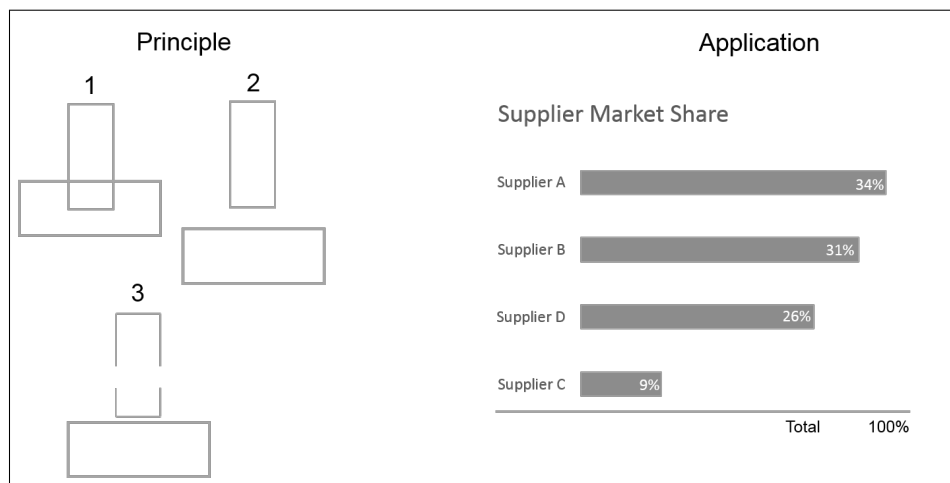 Principle
1
2
3
Application
Supplier Market Share
Supplier A 34%
Supplier B 31%
Supplier D 26%
Supplier C 9%
Total 100%